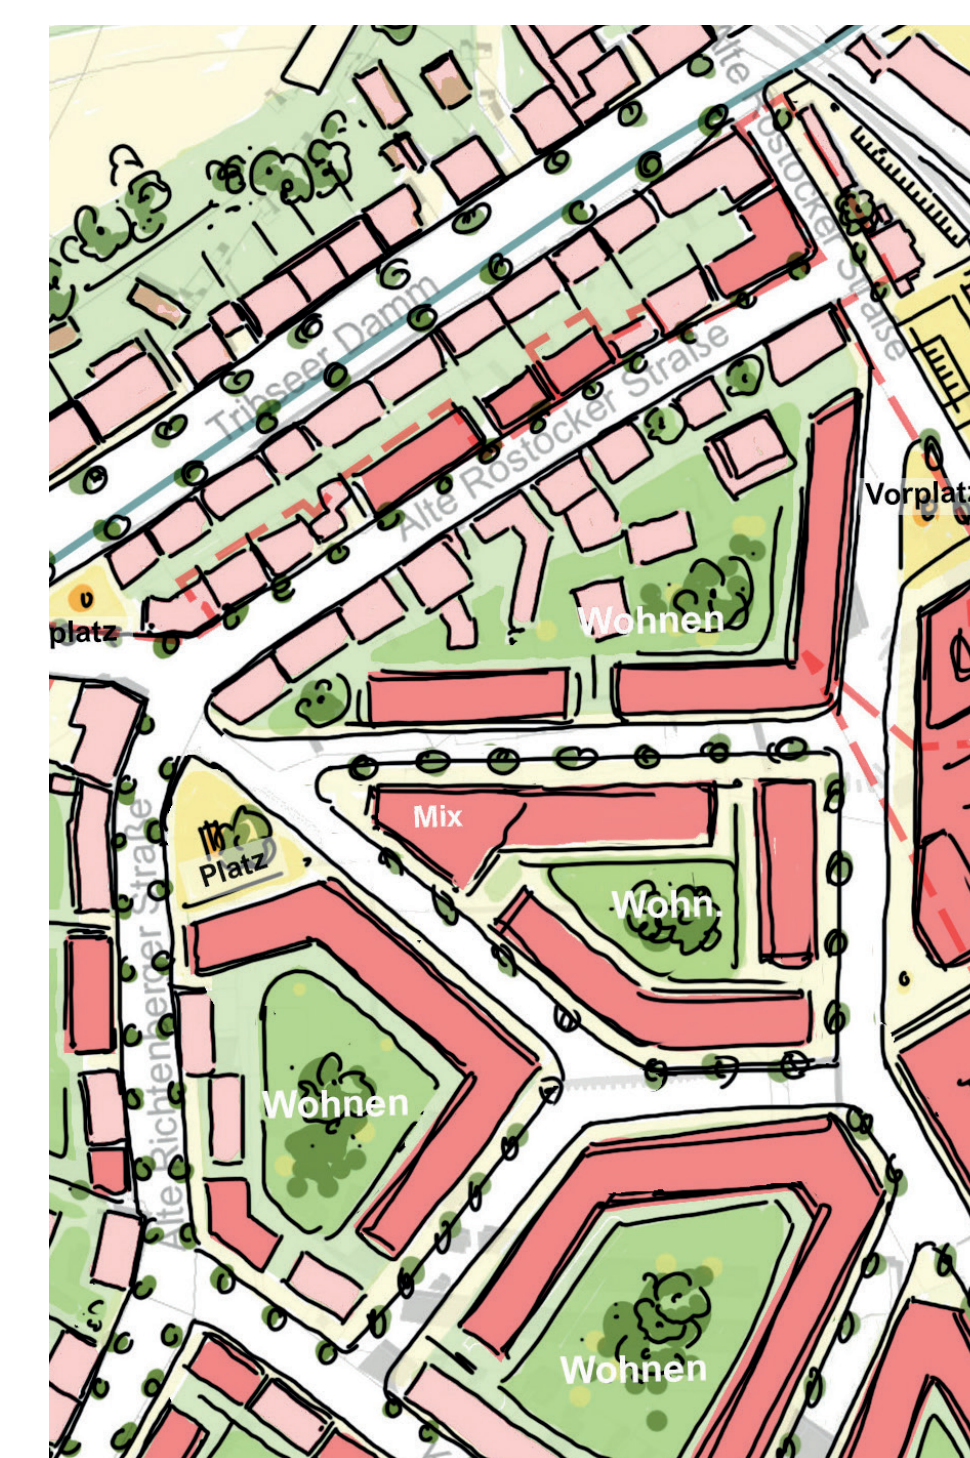 Alte Rostocker Straße
Tribseer Damm
Alte Rostocker Straße
Vorplatz
platz
Wohnen
Mix
Platz
Wohn.
Alte Richtenberger Straße
Wohnen
Wohnen